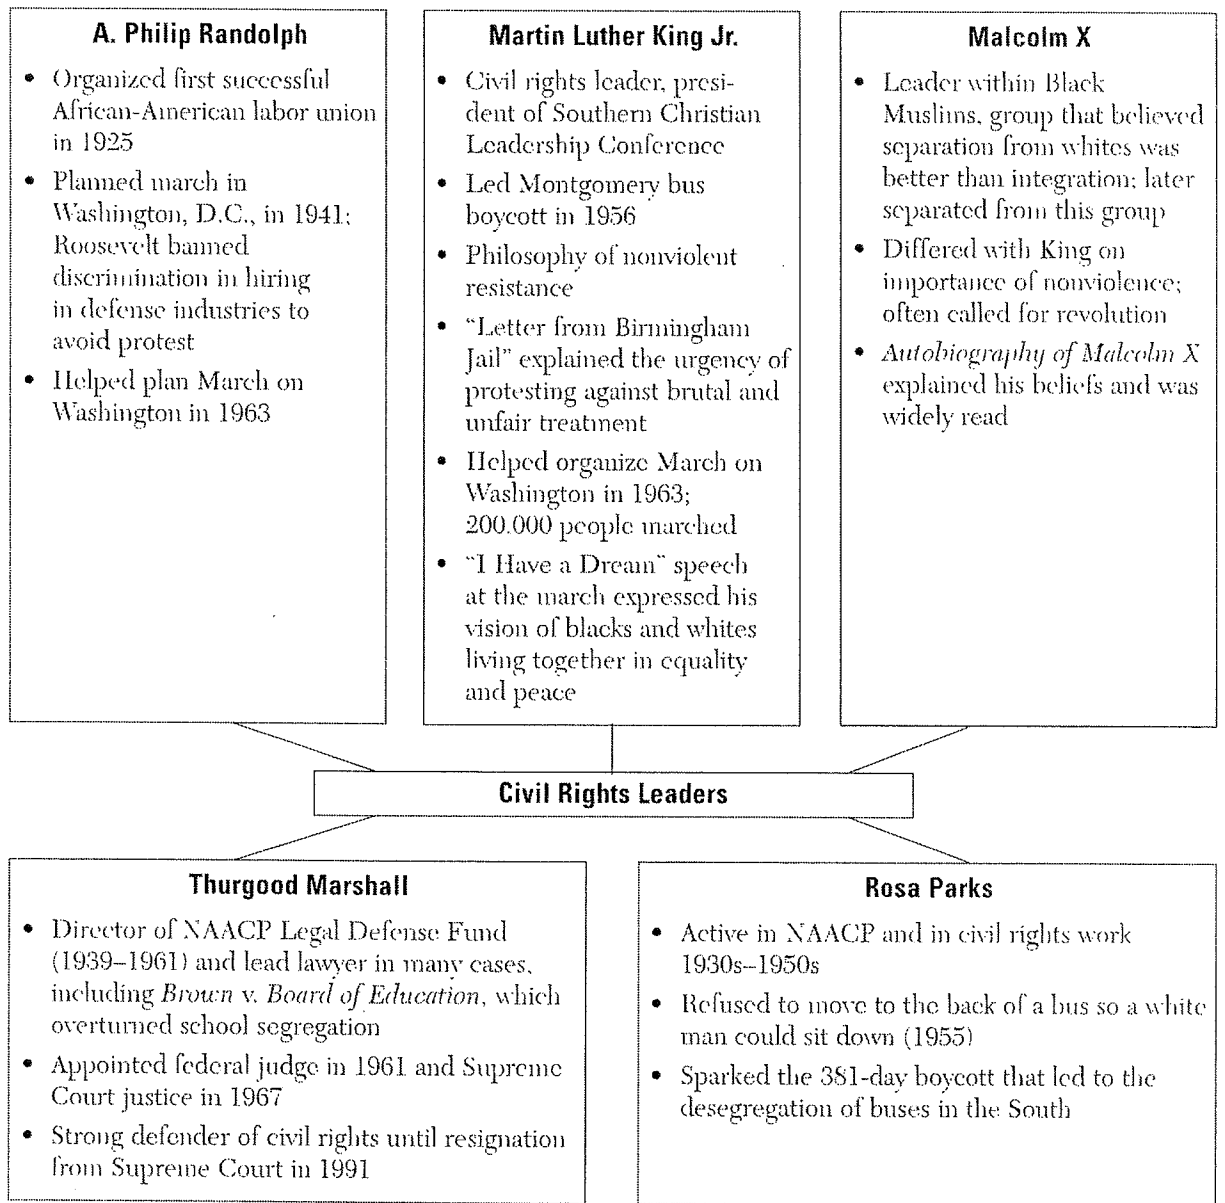 A. Philip Randolph
• Organized first successful
African-American labor union
in 1925
• Planned march in
Washington, D.C., in 1941;
Roosevelt banned
discrimination in hiring
in defense industries to
avoid protest
• Helped plan March on
Washington in 1963
Martin Luther King Jr.
• Civil rights leader, presi-
dent of Southern Christian
Leadership Conference
• Led Montgomery bus
boycott in 1956
• Philosophy of nonviolent
resistance
• "Letter from Birmingham
Jail" explained the urgency of
protesting against brutal and
unfair treatment
• Helped organize March on
Washington in 1963;
200,000 people marched
• "I Have a Dream" speech
at the march expressed his
vision of blacks and whites
living together in equality
and peace
Malcolm X
• Leader within Black
Muslims, group that believed
separation from whites was
better than integration; later
separated from this group
• Differed with King on
importance of nonviolence;
often called for revolution
• Autobiography of Malcolm X
explained his beliefs and was
widely read
Civil Rights Leaders
Thurgood Marshall
• Director of NAACP Legal Defense Fund
(1939–1961) and lead lawyer in many cases,
including Brown v. Board of Education, which
overturned school segregation
• Appointed federal judge in 1961 and Supreme
Court justice in 1967
• Strong defender of civil rights until resignation
from Supreme Court in 1991
Rosa Parks
• Active in NAACP and in civil rights work
1930s–1950s
• Refused to move to the back of a bus so a white
man could sit down (1955)
• Sparked the 381-day boycott that led to the
desegregation of buses in the South